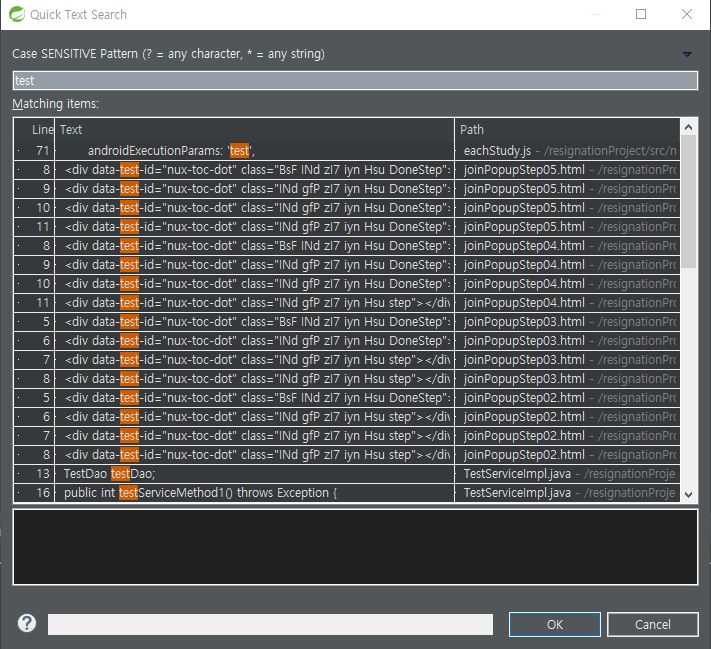 Quick Text Search
Case SENSITIVE Pattern (? = any character, * = any string)
test
Matching items:
Line Text Path
71 androidExecutionParams: 'test', eachStudy.js - /resignationProject/src/m
8 <div data-test-id="nux-toc-dot" class="BsF INd zI7 iyn Hsu DoneStep": joinPopupStep05.html - /resignationPro
9 <div data-test-id="nux-toc-dot" class="INd gfP zI7 iyn Hsu DoneStep": joinPopupStep05.html - /resignationPro
10 <div data-test-id="nux-toc-dot" class="INd gfP zI7 iyn Hsu DoneStep": joinPopupStep05.html - /resignationPro
11 <div data-test-id="nux-toc-dot" class="INd gfP zI7 iyn Hsu DoneStep": joinPopupStep05.html - /resignationPro
8 <div data-test-id="nux-toc-dot" class="BsF INd zI7 iyn Hsu DoneStep": joinPopupStep04.html - /resignationPro
9 <div data-test-id="nux-toc-dot" class="INd gfP zI7 iyn Hsu DoneStep": joinPopupStep04.html - /resignationPro
10 <div data-test-id="nux-toc-dot" class="INd gfP zI7 iyn Hsu DoneStep": joinPopupStep04.html - /resignationPro
11 <div data-test-id="nux-toc-dot" class="INd gfP zI7 iyn Hsu step"></div joinPopupStep04.html - /resignationPro
5 <div data-test-id="nux-toc-dot" class="BsF INd zI7 iyn Hsu DoneStep": joinPopupStep03.html - /resignationPro
6 <div data-test-id="nux-toc-dot" class="INd gfP zI7 iyn Hsu DoneStep": joinPopupStep03.html - /resignationPro
7 <div data-test-id="nux-toc-dot" class="INd gfP zI7 iyn Hsu step"></div joinPopupStep03.html - /resignationPro
8 <div data-test-id="nux-toc-dot" class="INd gfP zI7 iyn Hsu step"></div joinPopupStep03.html - /resignationPro
5 <div data-test-id="nux-toc-dot" class="BsF INd zI7 iyn Hsu DoneStep": joinPopupStep02.html - /resignationPro
6 <div data-test-id="nux-toc-dot" class="INd gfP zI7 iyn Hsu step"></div joinPopupStep02.html - /resignationPro
7 <div data-test-id="nux-toc-dot" class="INd gfP zI7 iyn Hsu step"></div joinPopupStep02.html - /resignationPro
8 <div data-test-id="nux-toc-dot" class="INd gfP zI7 iyn Hsu step"></div joinPopupStep02.html - /resignationPro
13 TestDao testDao; TestServiceImpl.java - /resignationProje
16 public int testServiceMethod1() throws Exception { TestServiceImpl.java - /resignationProje
? OK Cancel